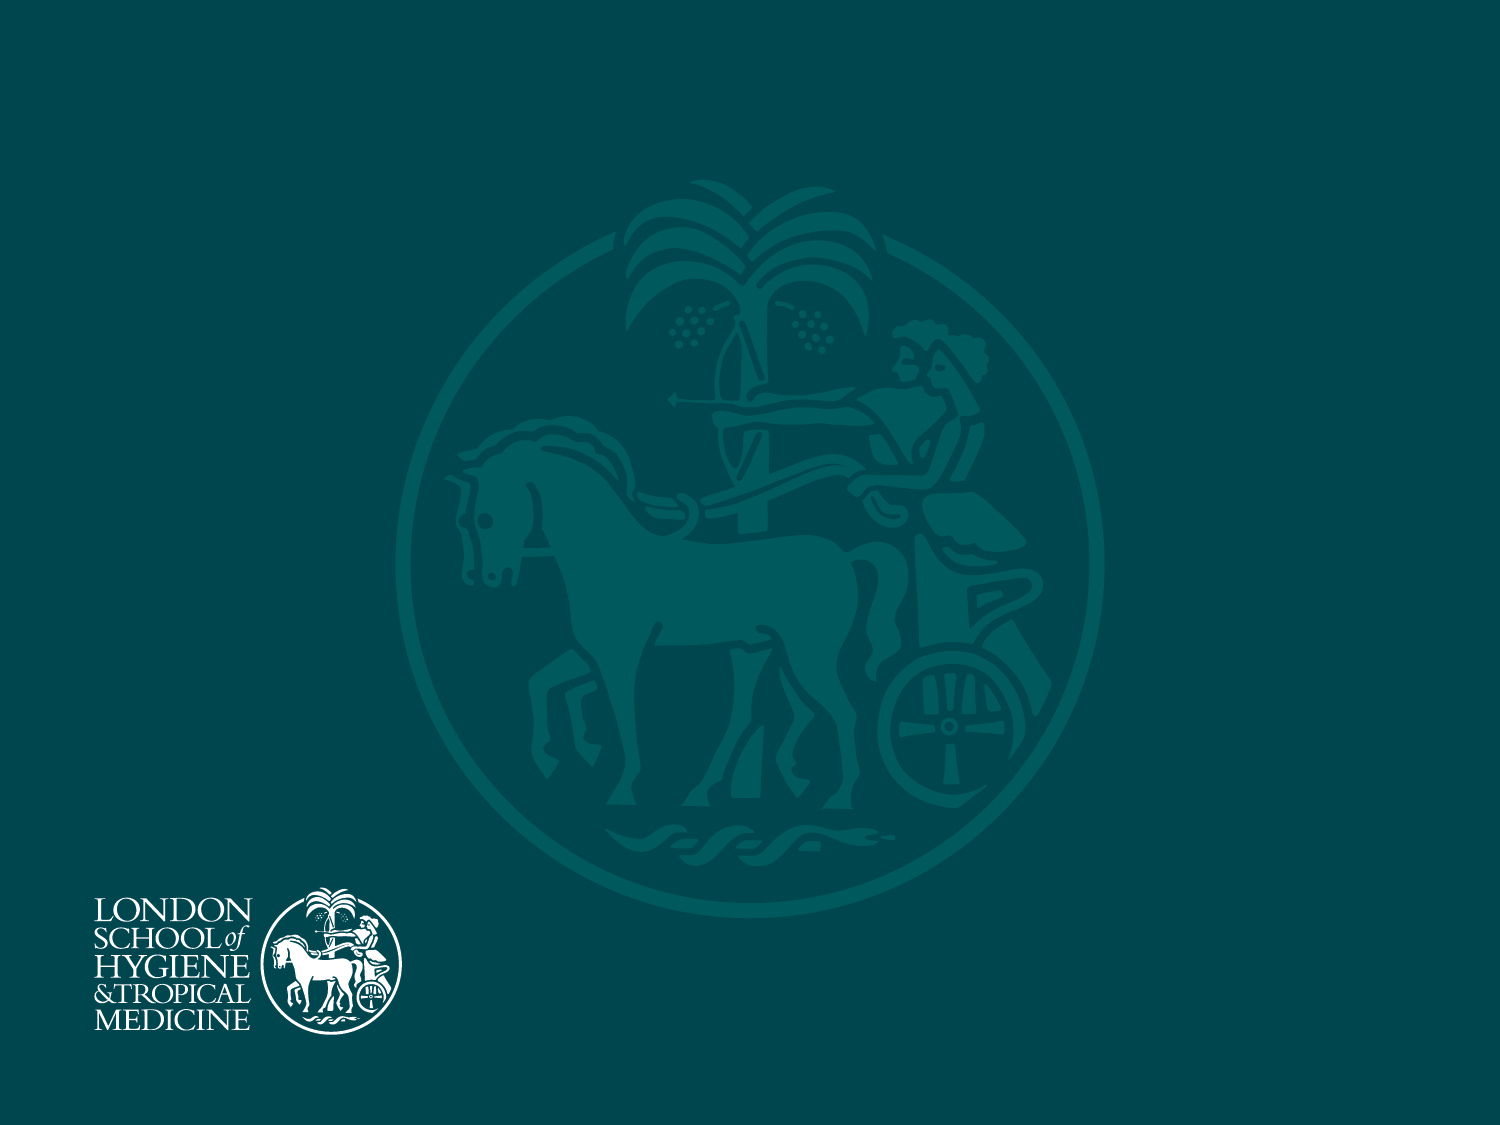 LONDON
SCHOOL of
HYGIENE
&TROPICAL
MEDICINE